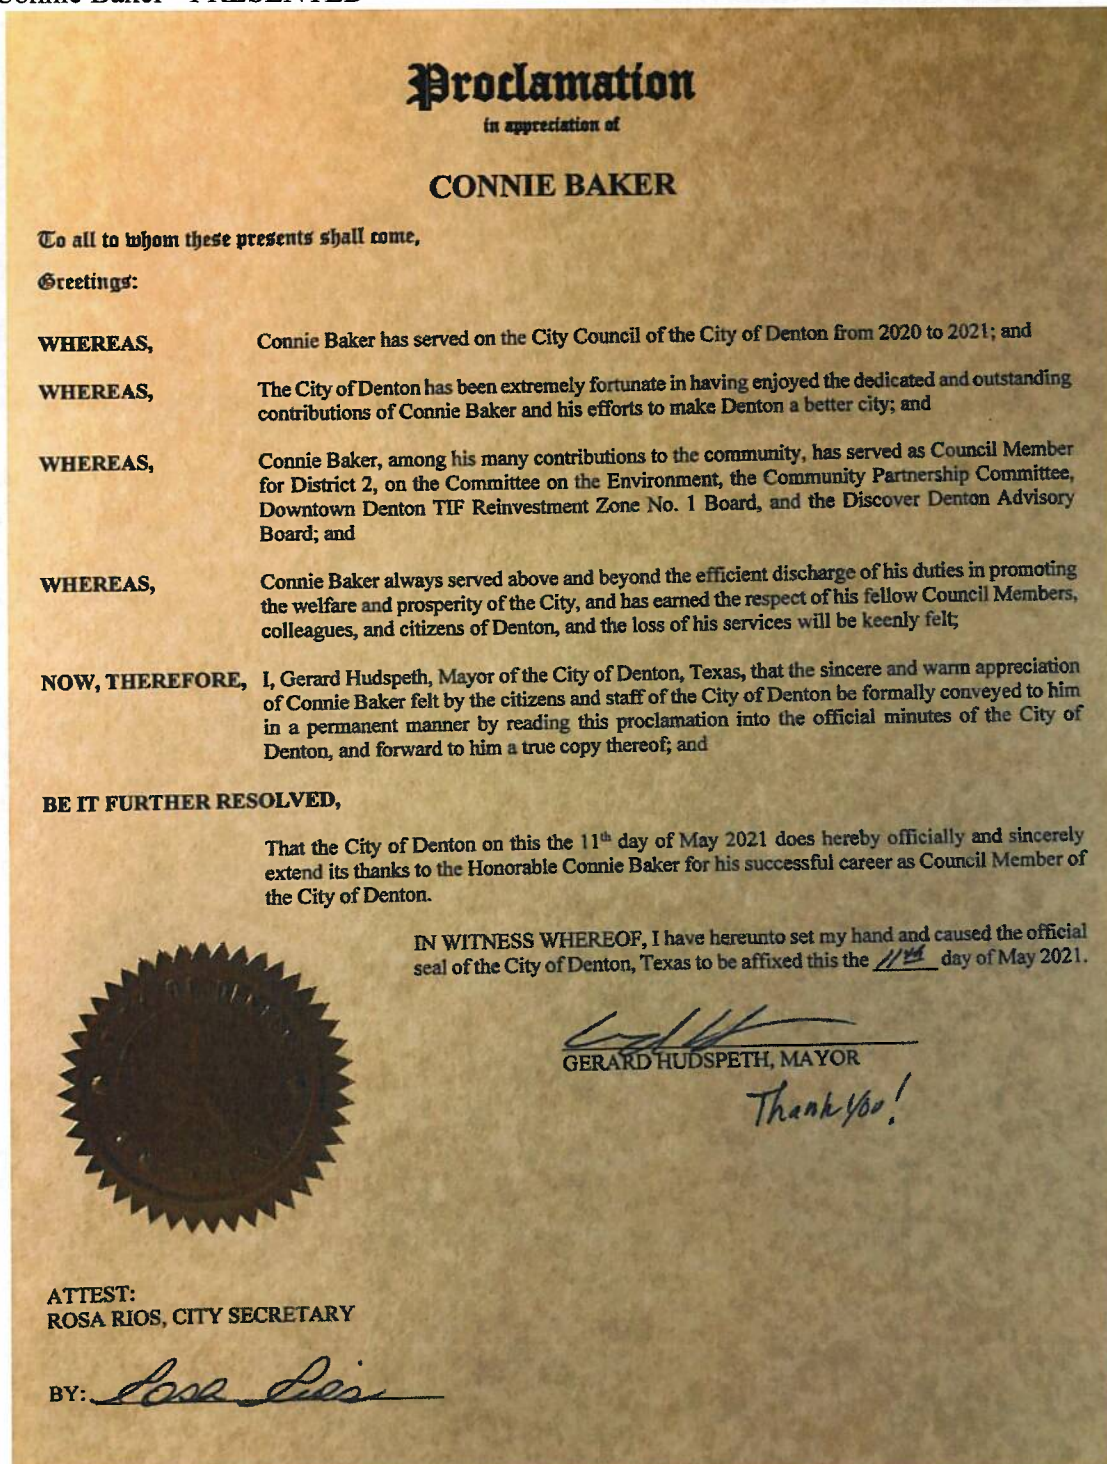 Connie Baker - PRESENTED
Proclamation
in appreciation of
CONNIE BAKER
To all to whom these presents shall come,
Greetings:
WHEREAS, Connie Baker has served on the City Council of the City of Denton from 2020 to 2021; and
WHEREAS, The City of Denton has been extremely fortunate in having enjoyed the dedicated and outstanding
contributions of Connie Baker and his efforts to make Denton a better city; and
WHEREAS, Connie Baker, among his many contributions to the community, has served as Council Member
for District 2, on the Committee on the Environment, the Community Partnership Committee,
Downtown Denton TIF Reinvestment Zone No. 1 Board, and the Discover Denton Advisory
Board; and
WHEREAS, Connie Baker always served above and beyond the efficient discharge of his duties in promoting
the welfare and prosperity of the City, and has earned the respect of his fellow Council Members,
colleagues, and citizens of Denton, and the loss of his services will be keenly felt;
NOW, THEREFORE, I, Gerard Hudspeth, Mayor of the City of Denton, Texas, that the sincere and warm appreciation
of Connie Baker felt by the citizens and staff of the City of Denton be formally conveyed to him
in a permanent manner by reading this proclamation into the official minutes of the City of
Denton, and forward to him a true copy thereof; and
BE IT FURTHER RESOLVED,
That the City of Denton on this the 11th day of May 2021 does hereby officially and sincerely
extend its thanks to the Honorable Connie Baker for his successful career as Council Member of
the City of Denton.
IN WITNESS WHEREOF, I have hereunto set my hand and caused the official
seal of the City of Denton, Texas to be affixed this the 11th day of May 2021.
GERARD HUDSPETH, MAYOR
Thank you!
ATTEST:
ROSA RIOS, CITY SECRETARY
BY: Rosa Rios